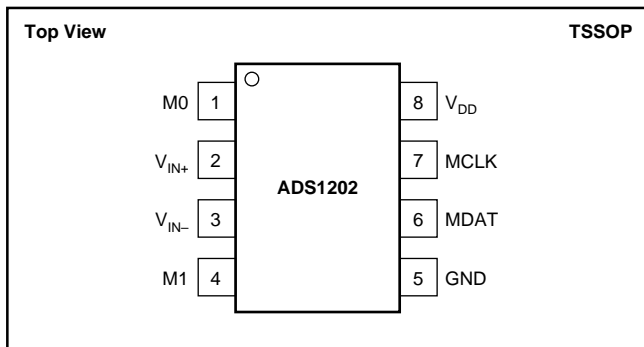 Top View TSSOP
M0 1 8 VDD
VIN+ 2 7 MCLK
ADS1202
VIN– 3 6 MDAT
M1 4 5 GND